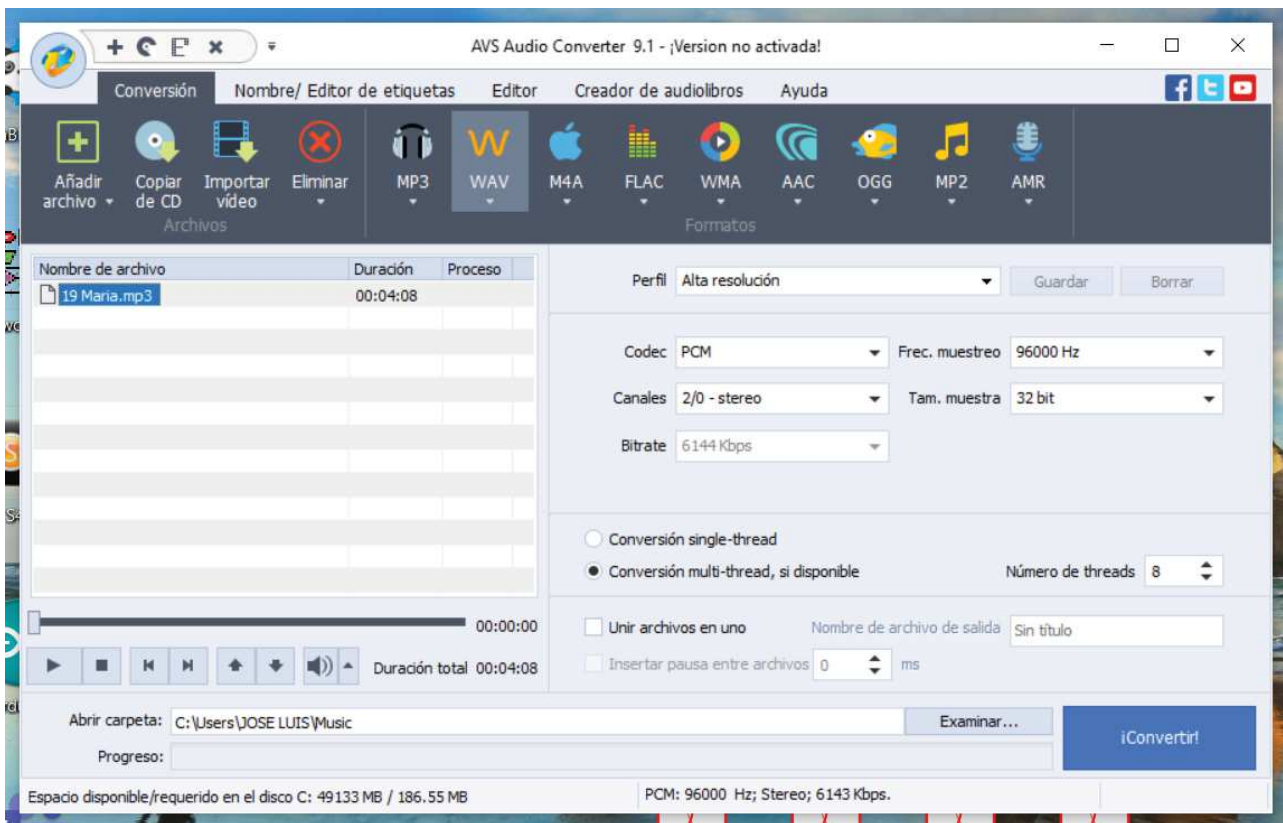 AVS Audio Converter 9.1 - ¡Version no activada!
Conversión Nombre/ Editor de etiquetas Editor Creador de audiolibros Ayuda
Añadir archivo Copiar de CD Importar vídeo Eliminar MP3 WAV M4A FLAC WMA AAC OGG MP2 AMR
Archivos Formatos
Nombre de archivo Duración Proceso
19 Maria.mp3 00:04:08
Perfil Alta resolución Guardar Borrar
Codec PCM Frec. muestreo 96000 Hz
Canales 2/0 - stereo Tam. muestra 32 bit
Bitrate 6144 Kbps
Conversión single-thread
Conversión multi-thread, si disponible Número de threads 8
00:00:00
Unir archivos en uno Nombre de archivo de salida Sin título
Duración total 00:04:08
Insertar pausa entre archivos 0 ms
Abrir carpeta: C:\Users\JOSE LUIS\Music Examinar...
¡Convertir!
Progreso:
Espacio disponible/requerido en el disco C: 49133 MB / 186.55 MB
PCM: 96000 Hz; Stereo; 6143 Kbps.